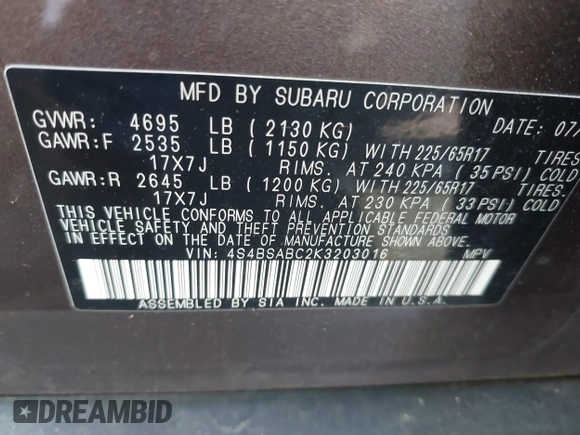 MFD BY SUBARU CORPORATION
GVWR: 4695 LB (2130 KG) DATE: 07/
GAWR:F 2535 LB (1150 KG) WITH 225/65R17 TIRES
17X7J RIMS. AT 240 KPA (35 PSI) COLD
GAWR:R 2645 LB (1200 KG) WITH 225/65R17 TIRES.
17X7J RIMS. AT 230 KPA (33 PSI) COLD
THIS VEHICLE CONFORMS TO ALL APPLICABLE FEDERAL MOTOR
VEHICLE SAFETY AND THEFT PREVENTION STANDARDS
IN EFFECT ON THE DATE OF MANUFACTURE SHOWN ABOVE.
VIN: 4S4BSABC2K3203016 MPV
ASSEMBLED BY SIA INC. MADE IN U.S.A.
DREAMBID